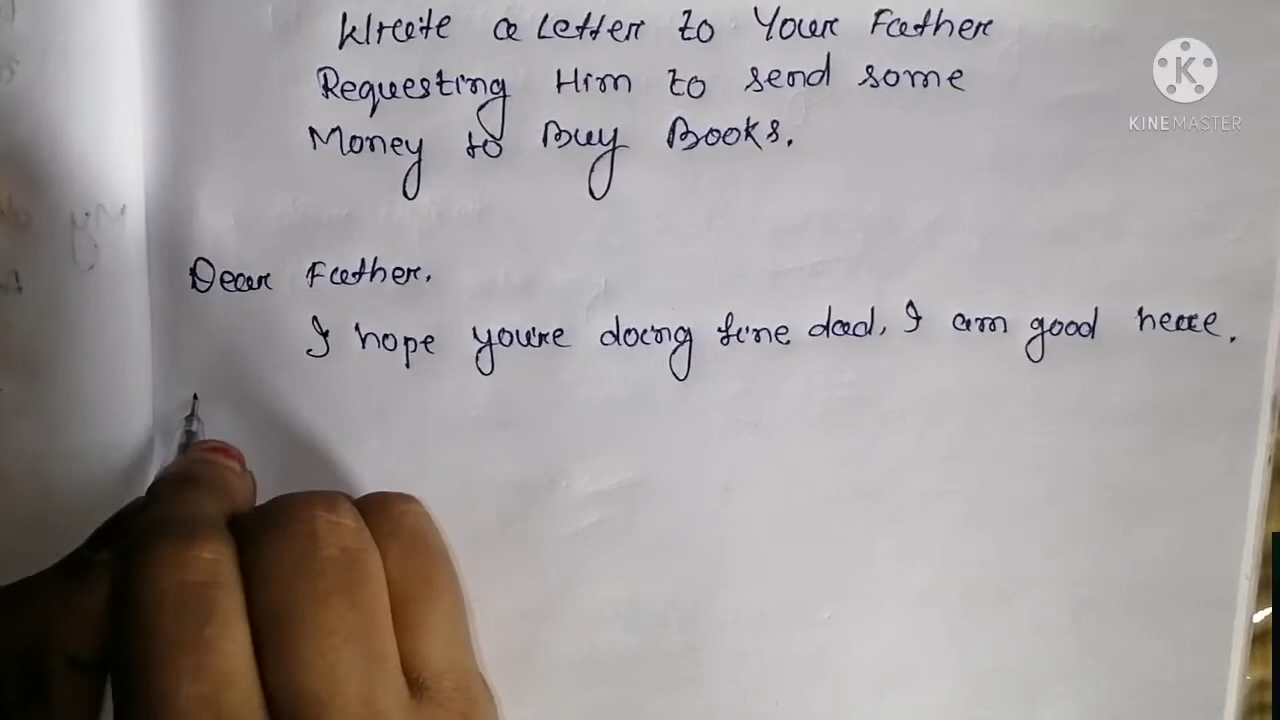 Write a Letter to Your Father
Requesting Him to send some
Money to Buy Books.
Dear Father.
I hope you're doing fine dad, I am good here.
K
KINEMASTER